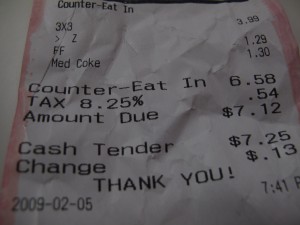 Counter-Eat In
3X3 3.99
> Z
FF 1.29
Med Coke 1.30
Counter-Eat In 6.58
TAX 8.25% .54
Amount Due $7.12
Cash Tender $7.25
Change $.13
THANK YOU!
2009-02-05 7:41 P